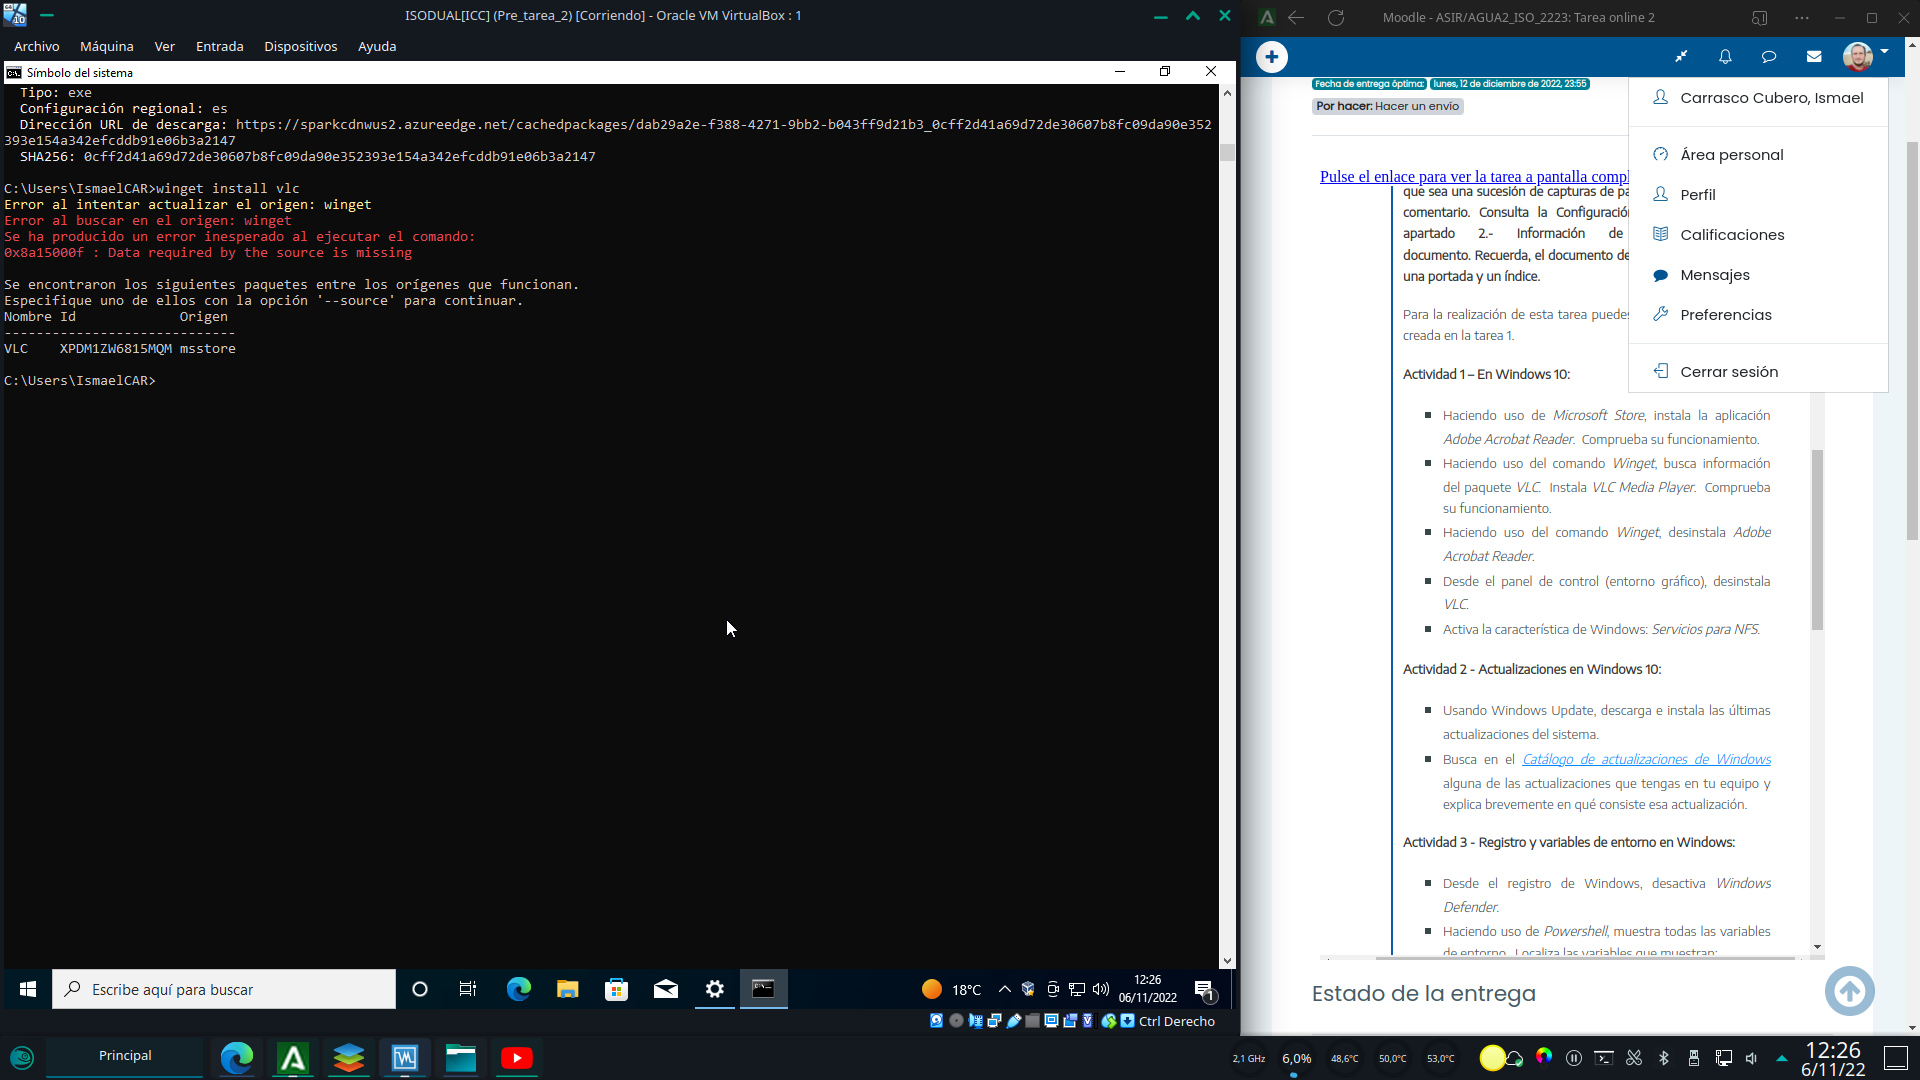 ISODUAL[ICC] (Pre_tarea_2) [Corriendo] - Oracle VM VirtualBox : 1
Archivo Máquina Ver Entrada Dispositivos Ayuda
Símbolo del sistema
Tipo: exe
Configuración regional: es
Dirección URL de descarga: https://sparkcdnwus2.azureedge.net/cachedpackages/dab29a2e-f388-4271-9bb2-b043ff9d21b3_0cff2d41a69d72de30607b8fc09da90e352
393e154a342efcddb91e06b3a2147
SHA256: 0cff2d41a69d72de30607b8fc09da90e352393e154a342efcddb91e06b3a2147
C:\Users\IsmaelCAR>winget install vlc
Error al intentar actualizar el origen: winget
Error al buscar en el origen: winget
Se ha producido un error inesperado al ejecutar el comando:
0x8a15000f : Data required by the source is missing
Se encontraron los siguientes paquetes entre los orígenes que funcionan.
Especifique uno de ellos con la opción '--source' para continuar.
Nombre Id Origen
-----------------------------
VLC XPDM1ZW6815MQM msstore
C:\Users\IsmaelCAR>
Escribe aquí para buscar
18°C
12:26
06/11/2022
1
Ctrl Derecho
Moodle - ASIR/AGUA2_ISO_2223: Tarea online 2
Fecha de entrega óptima: lunes, 12 de diciembre de 2022, 23:55
Por hacer: Hacer un envío
Pulse el enlace para ver la tarea a pantalla compl
que sea una sucesión de capturas de pa
comentario. Consulta la Configuració
apartado 2.- Información de
documento. Recuerda, el documento de
una portada y un índice.
Para la realización de esta tarea puede
creada en la tarea 1.
Carrasco Cubero, Ismael
Área personal
Perfil
Calificaciones
Mensajes
Preferencias
Cerrar sesión
Actividad 1 – En Windows 10:
Haciendo uso de Microsoft Store, instala la aplicación
Adobe Acrobat Reader. Comprueba su funcionamiento.
Haciendo uso del comando Winget, busca información
del paquete VLC. Instala VLC Media Player. Comprueba
su funcionamiento.
Haciendo uso del comando Winget, desinstala Adobe
Acrobat Reader.
Desde el panel de control (entorno gráfico), desinstala
VLC.
Activa la característica de Windows: Servicios para NFS.
Actividad 2 - Actualizaciones en Windows 10:
Usando Windows Update, descarga e instala las últimas
actualizaciones del sistema.
Busca en el Catálogo de actualizaciones de Windows
alguna de las actualizaciones que tengas en tu equipo y
explica brevemente en qué consiste esa actualización.
Actividad 3 - Registro y variables de entorno en Windows:
Desde el registro de Windows, desactiva Windows
Defender.
Haciendo uso de Powershell, muestra todas las variables
de entorno. Localiza las variables que muestran:
Estado de la entrega
Principal
2,1 GHz
6,0%
48,6°C
50,0°C
53,0°C
12:26
6/11/22